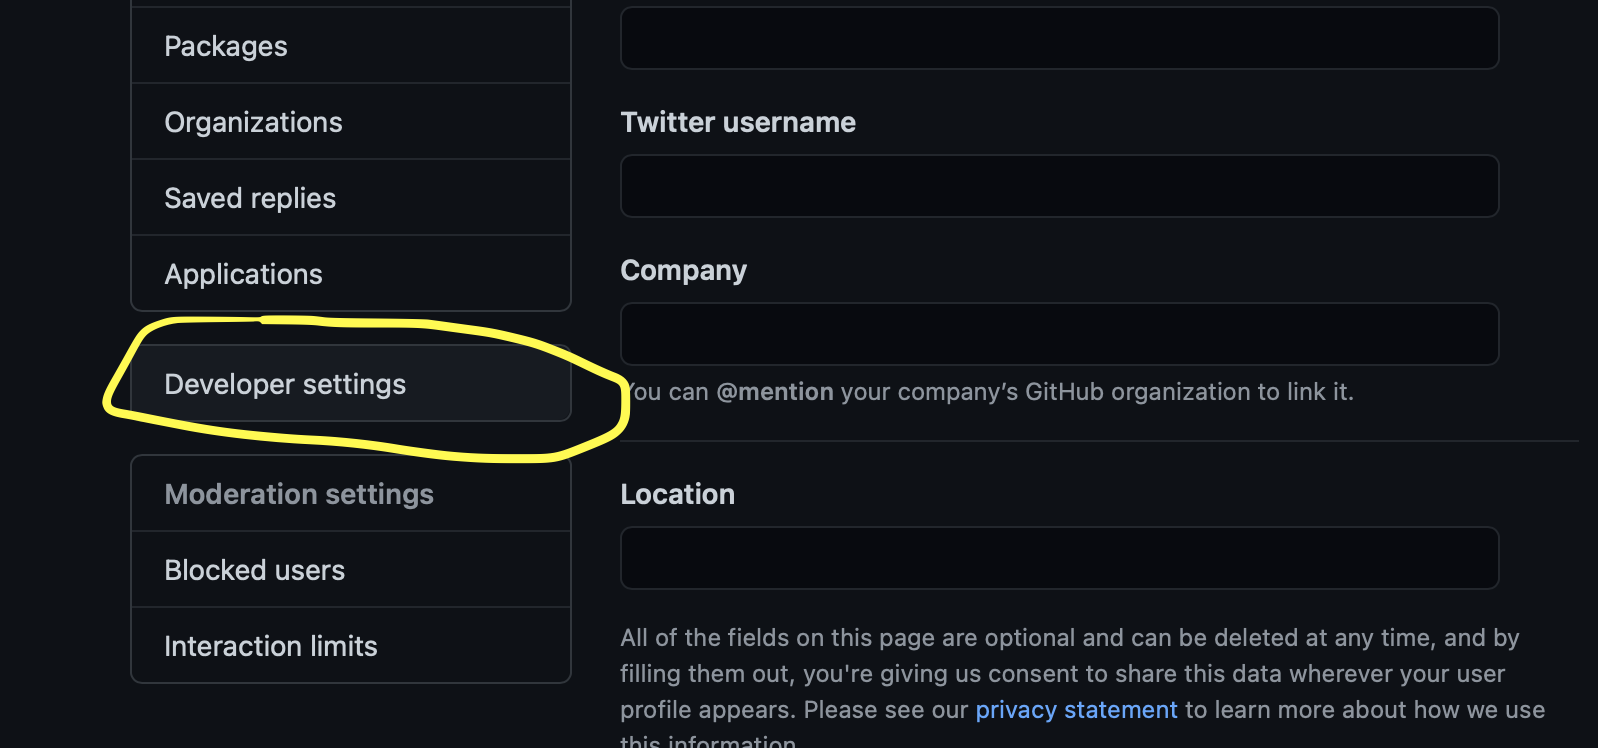 Packages
Organizations
Saved replies
Applications
Developer settings
Moderation settings
Blocked users
Interaction limits
Twitter username
Company
You can @mention your company’s GitHub organization to link it.
Location
All of the fields on this page are optional and can be deleted at any time, and by
filling them out, you're giving us consent to share this data wherever your user
profile appears. Please see our privacy statement to learn more about how we use
this information.